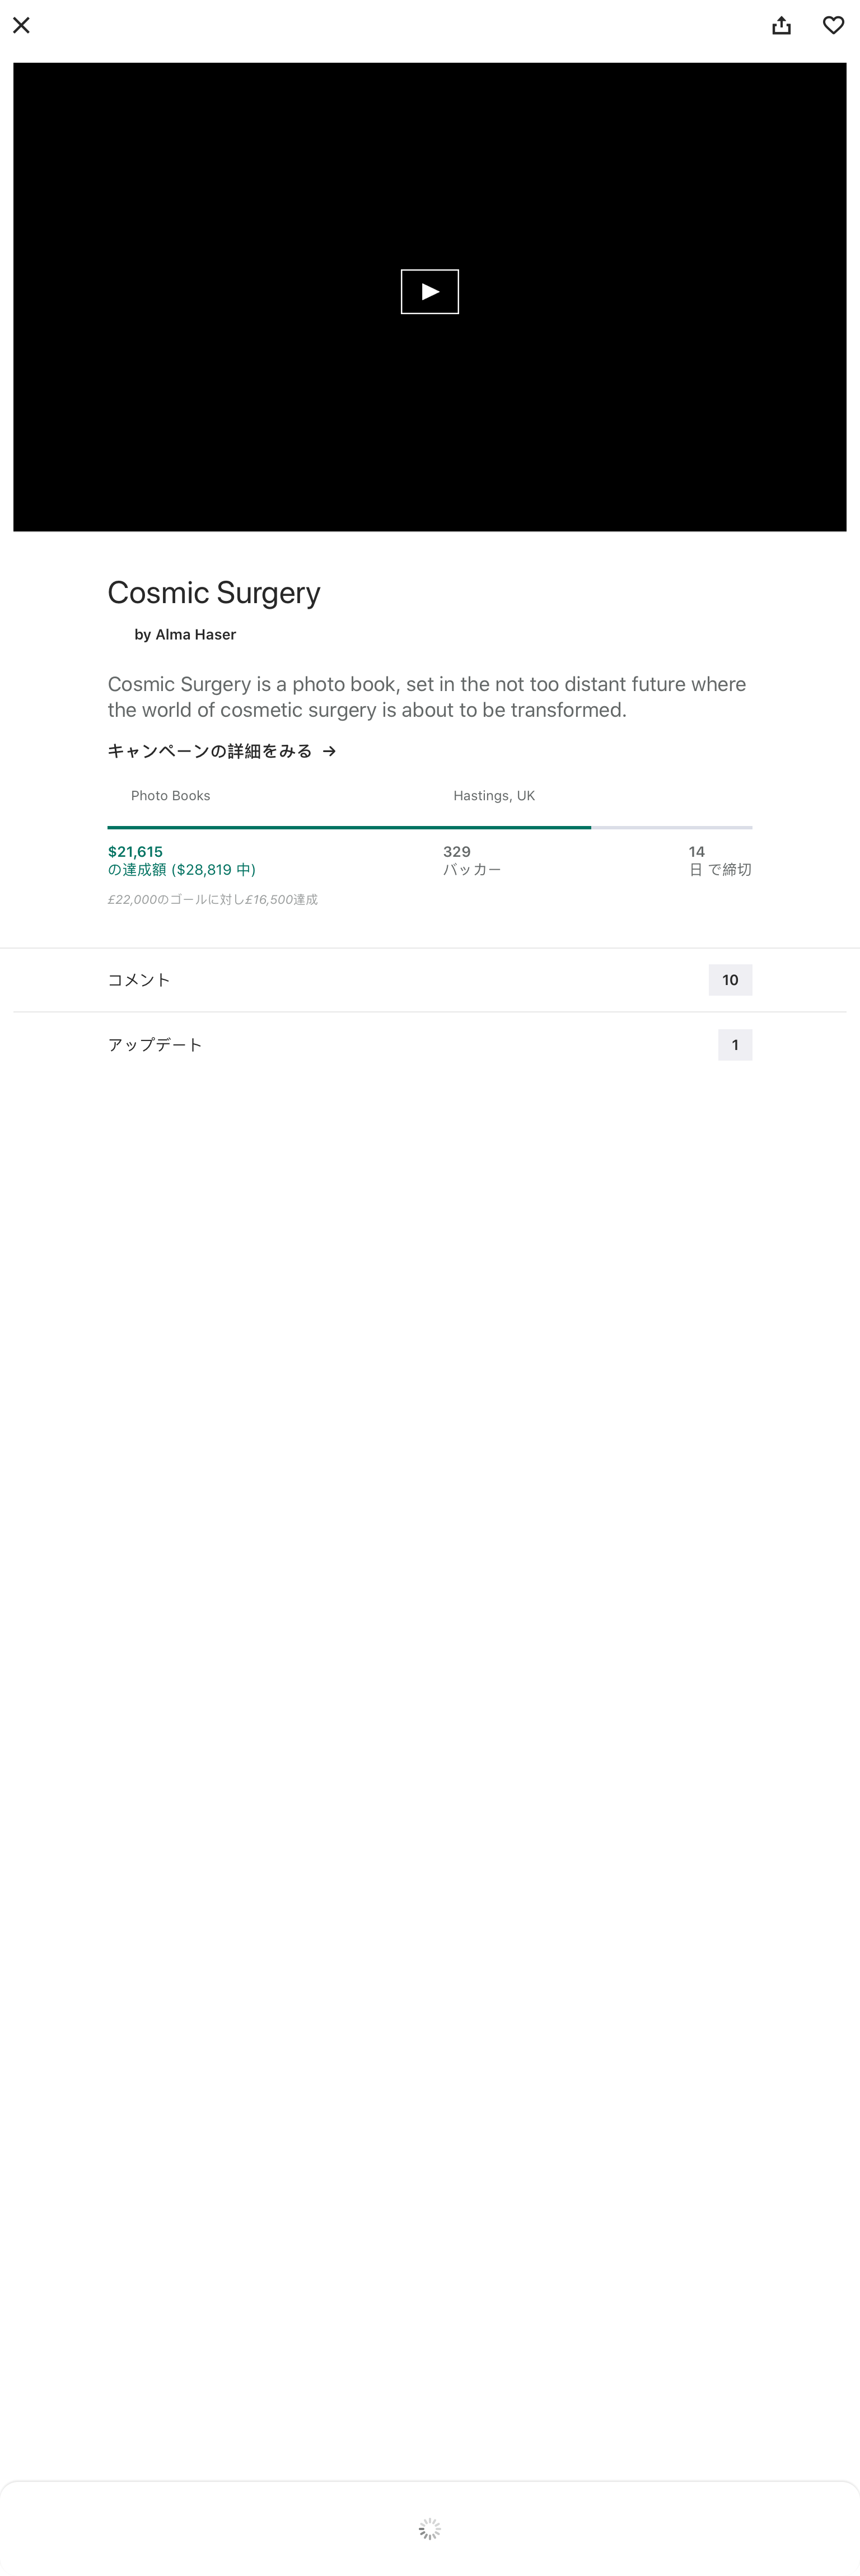 Cosmic Surgery
by Alma Haser
Cosmic Surgery is a photo book, set in the not too distant future where
the world of cosmetic surgery is about to be transformed.
キャンペーンの詳細をみる →
Photo Books
Hastings, UK
$21,615
の達成額 ($28,819 中)
329
バッカー
14
日 で締切
£22,000のゴールに対し£16,500達成
コメント
10
アップデート
1